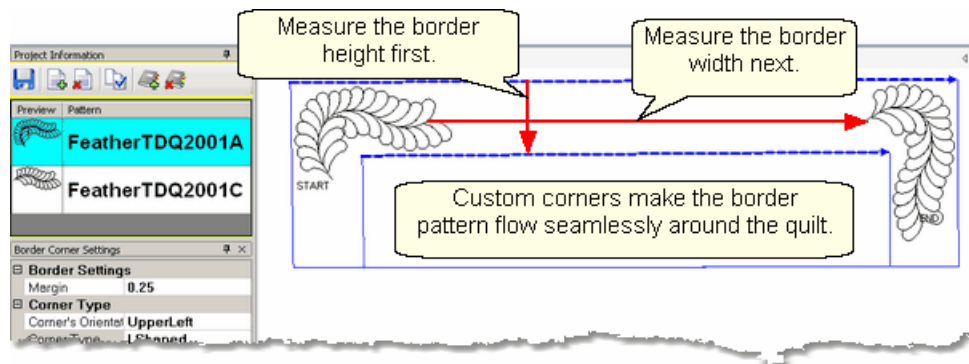 Measure the border
height first.
Measure the border
width next.
Project Information
Preview Pattern
FeatherTDQ2001A
FeatherTDQ2001C
START
END
Custom corners make the border
pattern flow seamlessly around the quilt.
Border Corner Settings
Border Settings
Margin 0.25
Corner Type
Corner's Orientat UpperLeft
CornerType LShaped